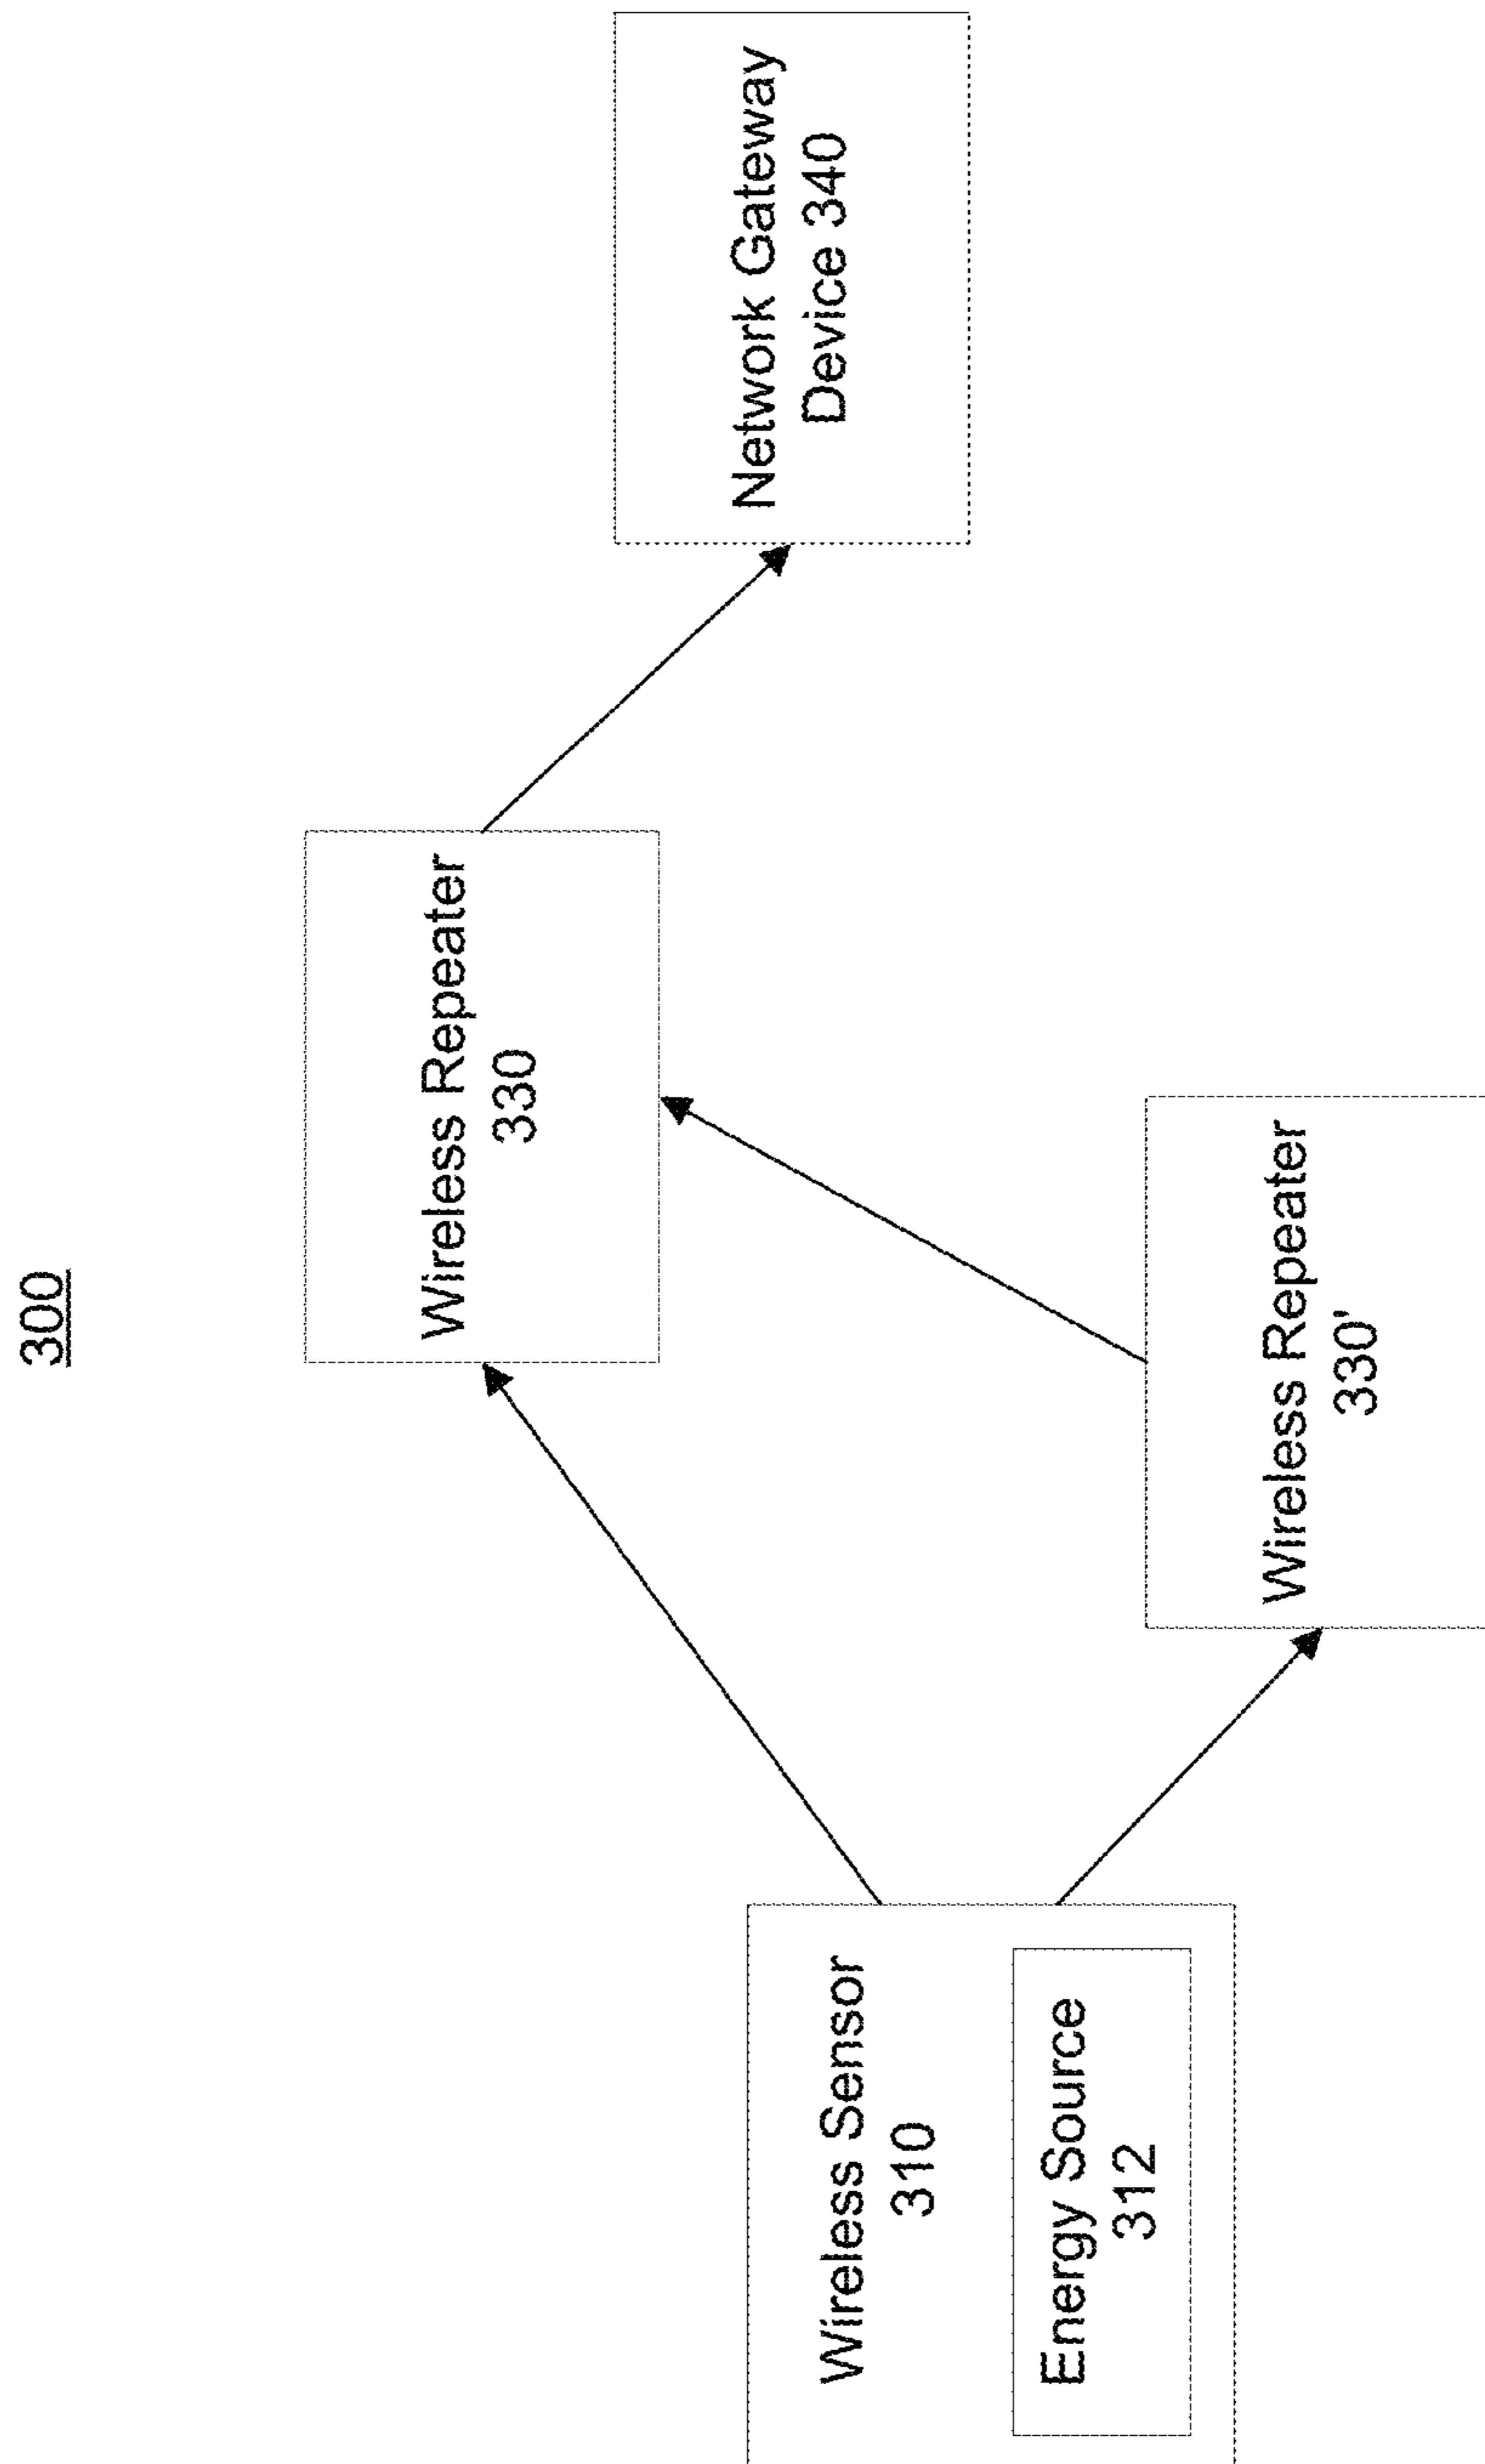 300
Wireless Sensor
310
Energy Source
312
Wireless Repeater
330
Wireless Repeater
330'
Network Gateway
Device 340